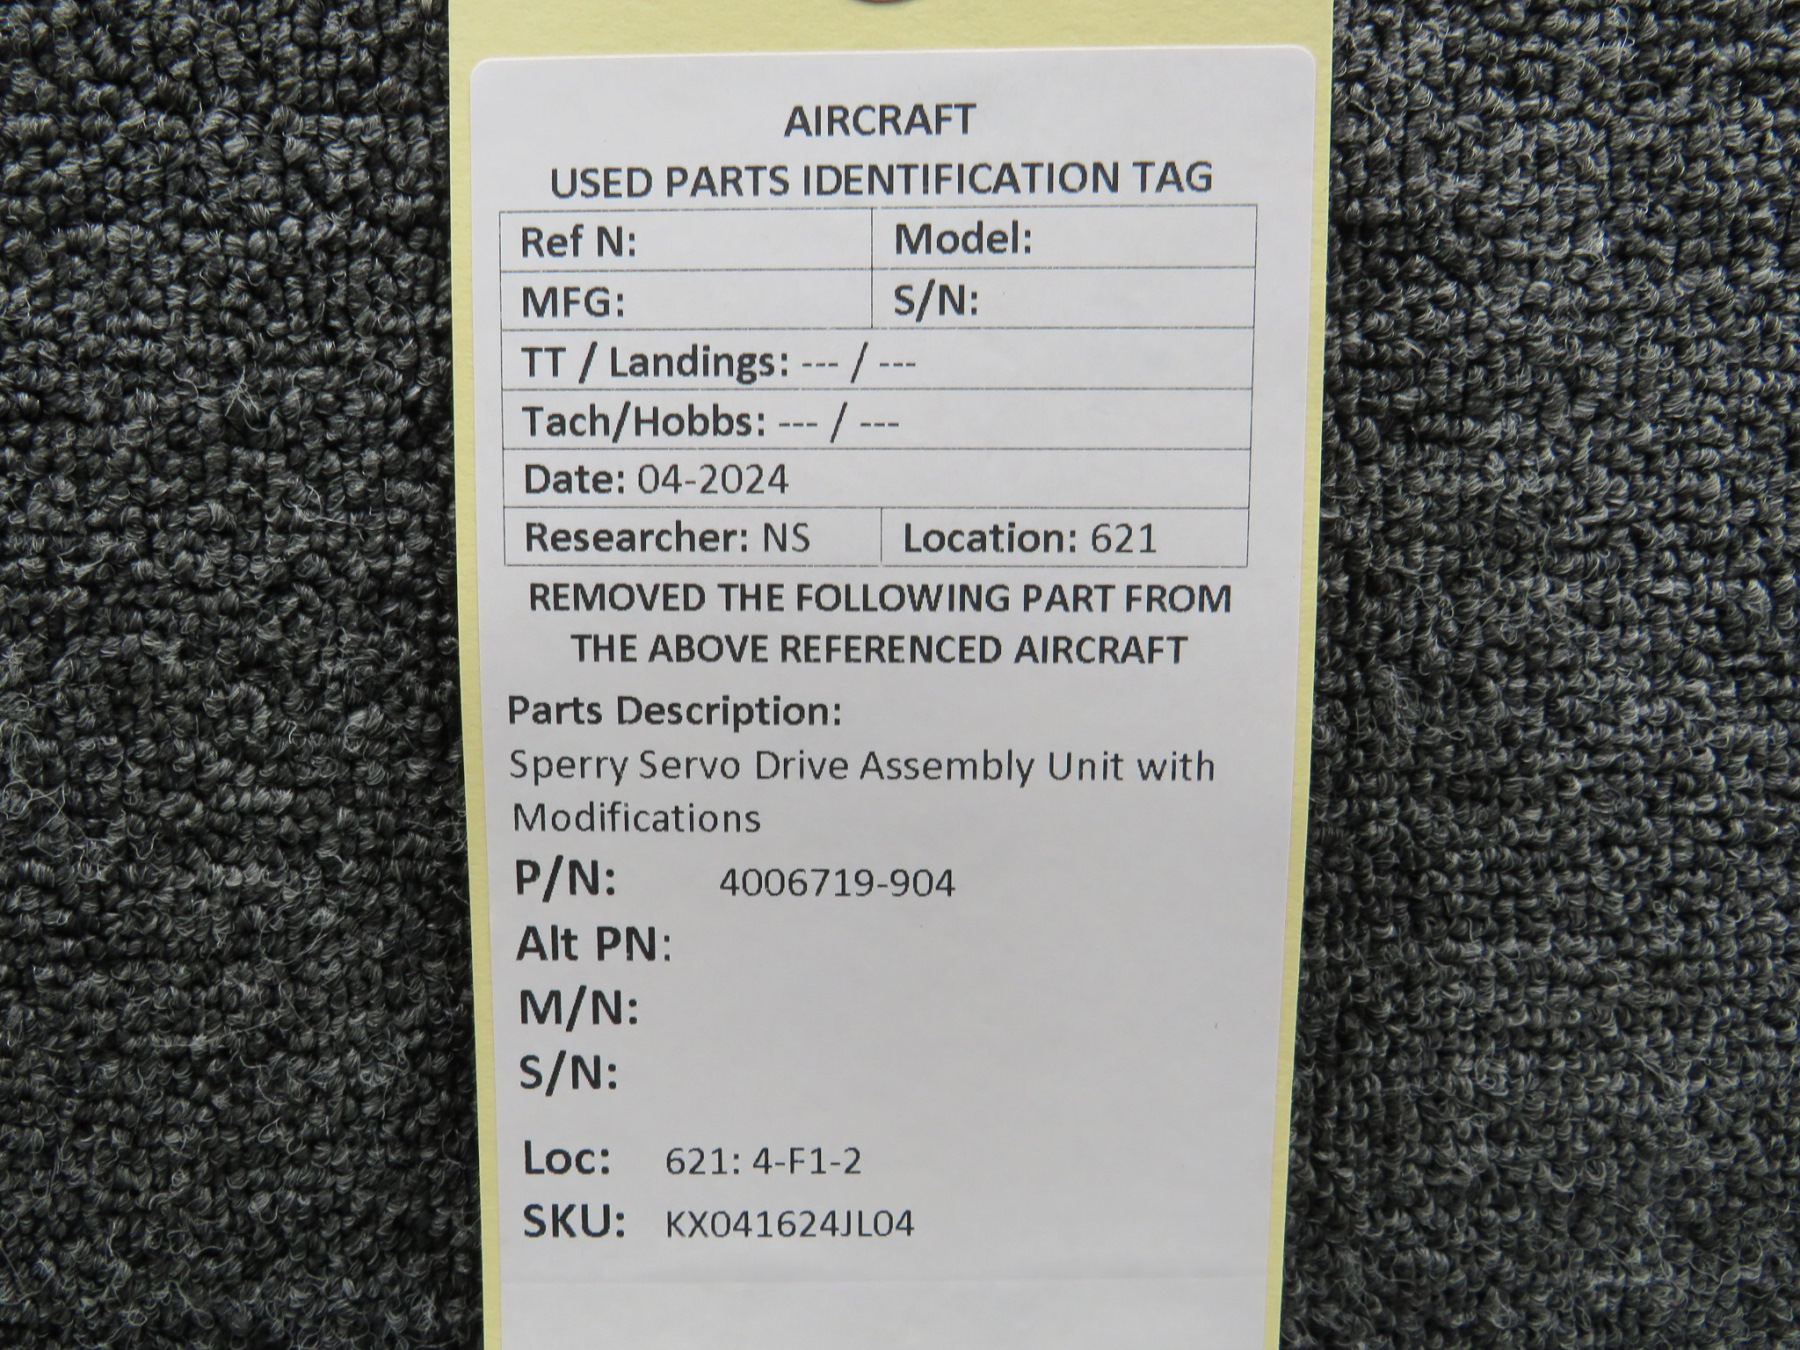 AIRCRAFT
USED PARTS IDENTIFICATION TAG
Ref N: Model:
MFG: S/N:
TT / Landings: --- / ---
Tach/Hobbs: --- / ---
Date: 04-2024
Researcher: NS Location: 621
REMOVED THE FOLLOWING PART FROM
THE ABOVE REFERENCED AIRCRAFT
Parts Description:
Sperry Servo Drive Assembly Unit with
Modifications
P/N: 4006719-904
Alt PN:
M/N:
S/N:
Loc: 621: 4-F1-2
SKU: KX041624JL04